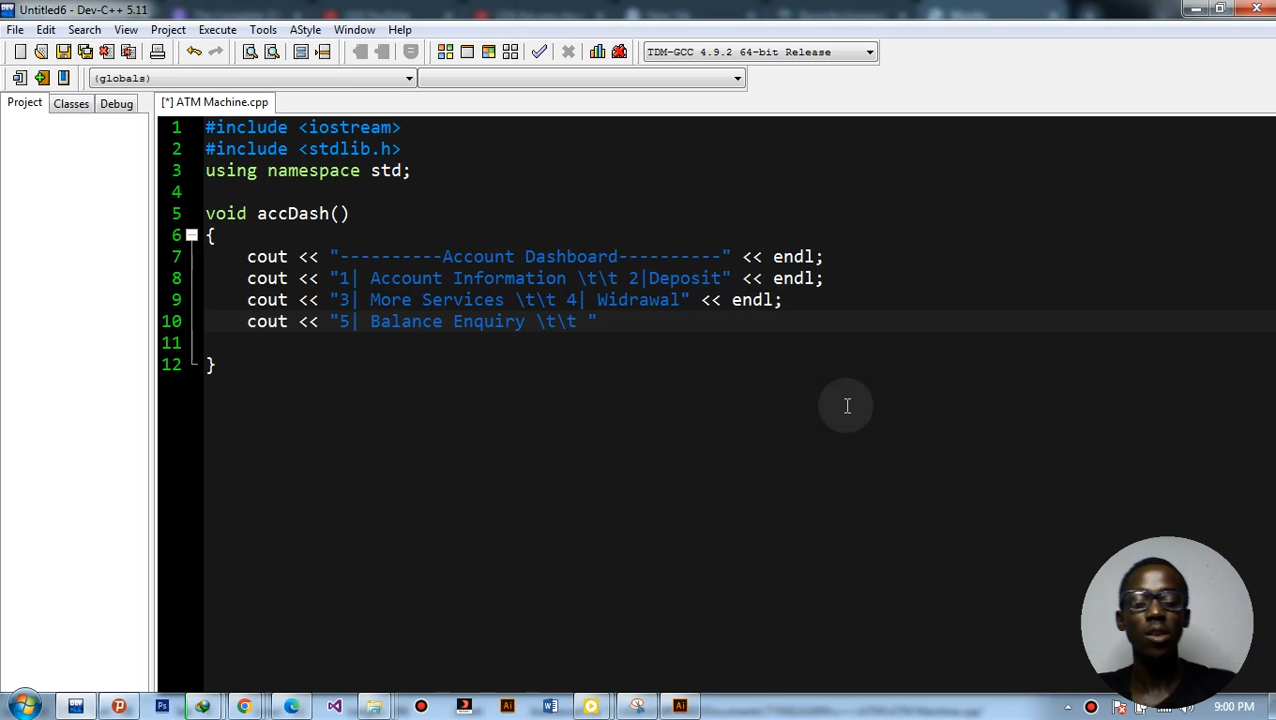 Untitled6 - Dev-C++ 5.11
File Edit Search View Project Execute Tools AStyle Window Help
TDM-GCC 4.9.2 64-bit Release
(globals)
Project Classes Debug [*] ATM Machine.cpp
1 #include <iostream>
2 #include <stdlib.h>
3 using namespace std;
4
5 void accDash()
6 {
7 cout << "----------Account Dashboard----------" << endl;
8 cout << "1| Account Information \t\t 2|Deposit" << endl;
9 cout << "3| More Services \t\t 4| Widrawal" << endl;
10 cout << "5| Balance Enquiry \t\t "
11
12 }
9:00 PM